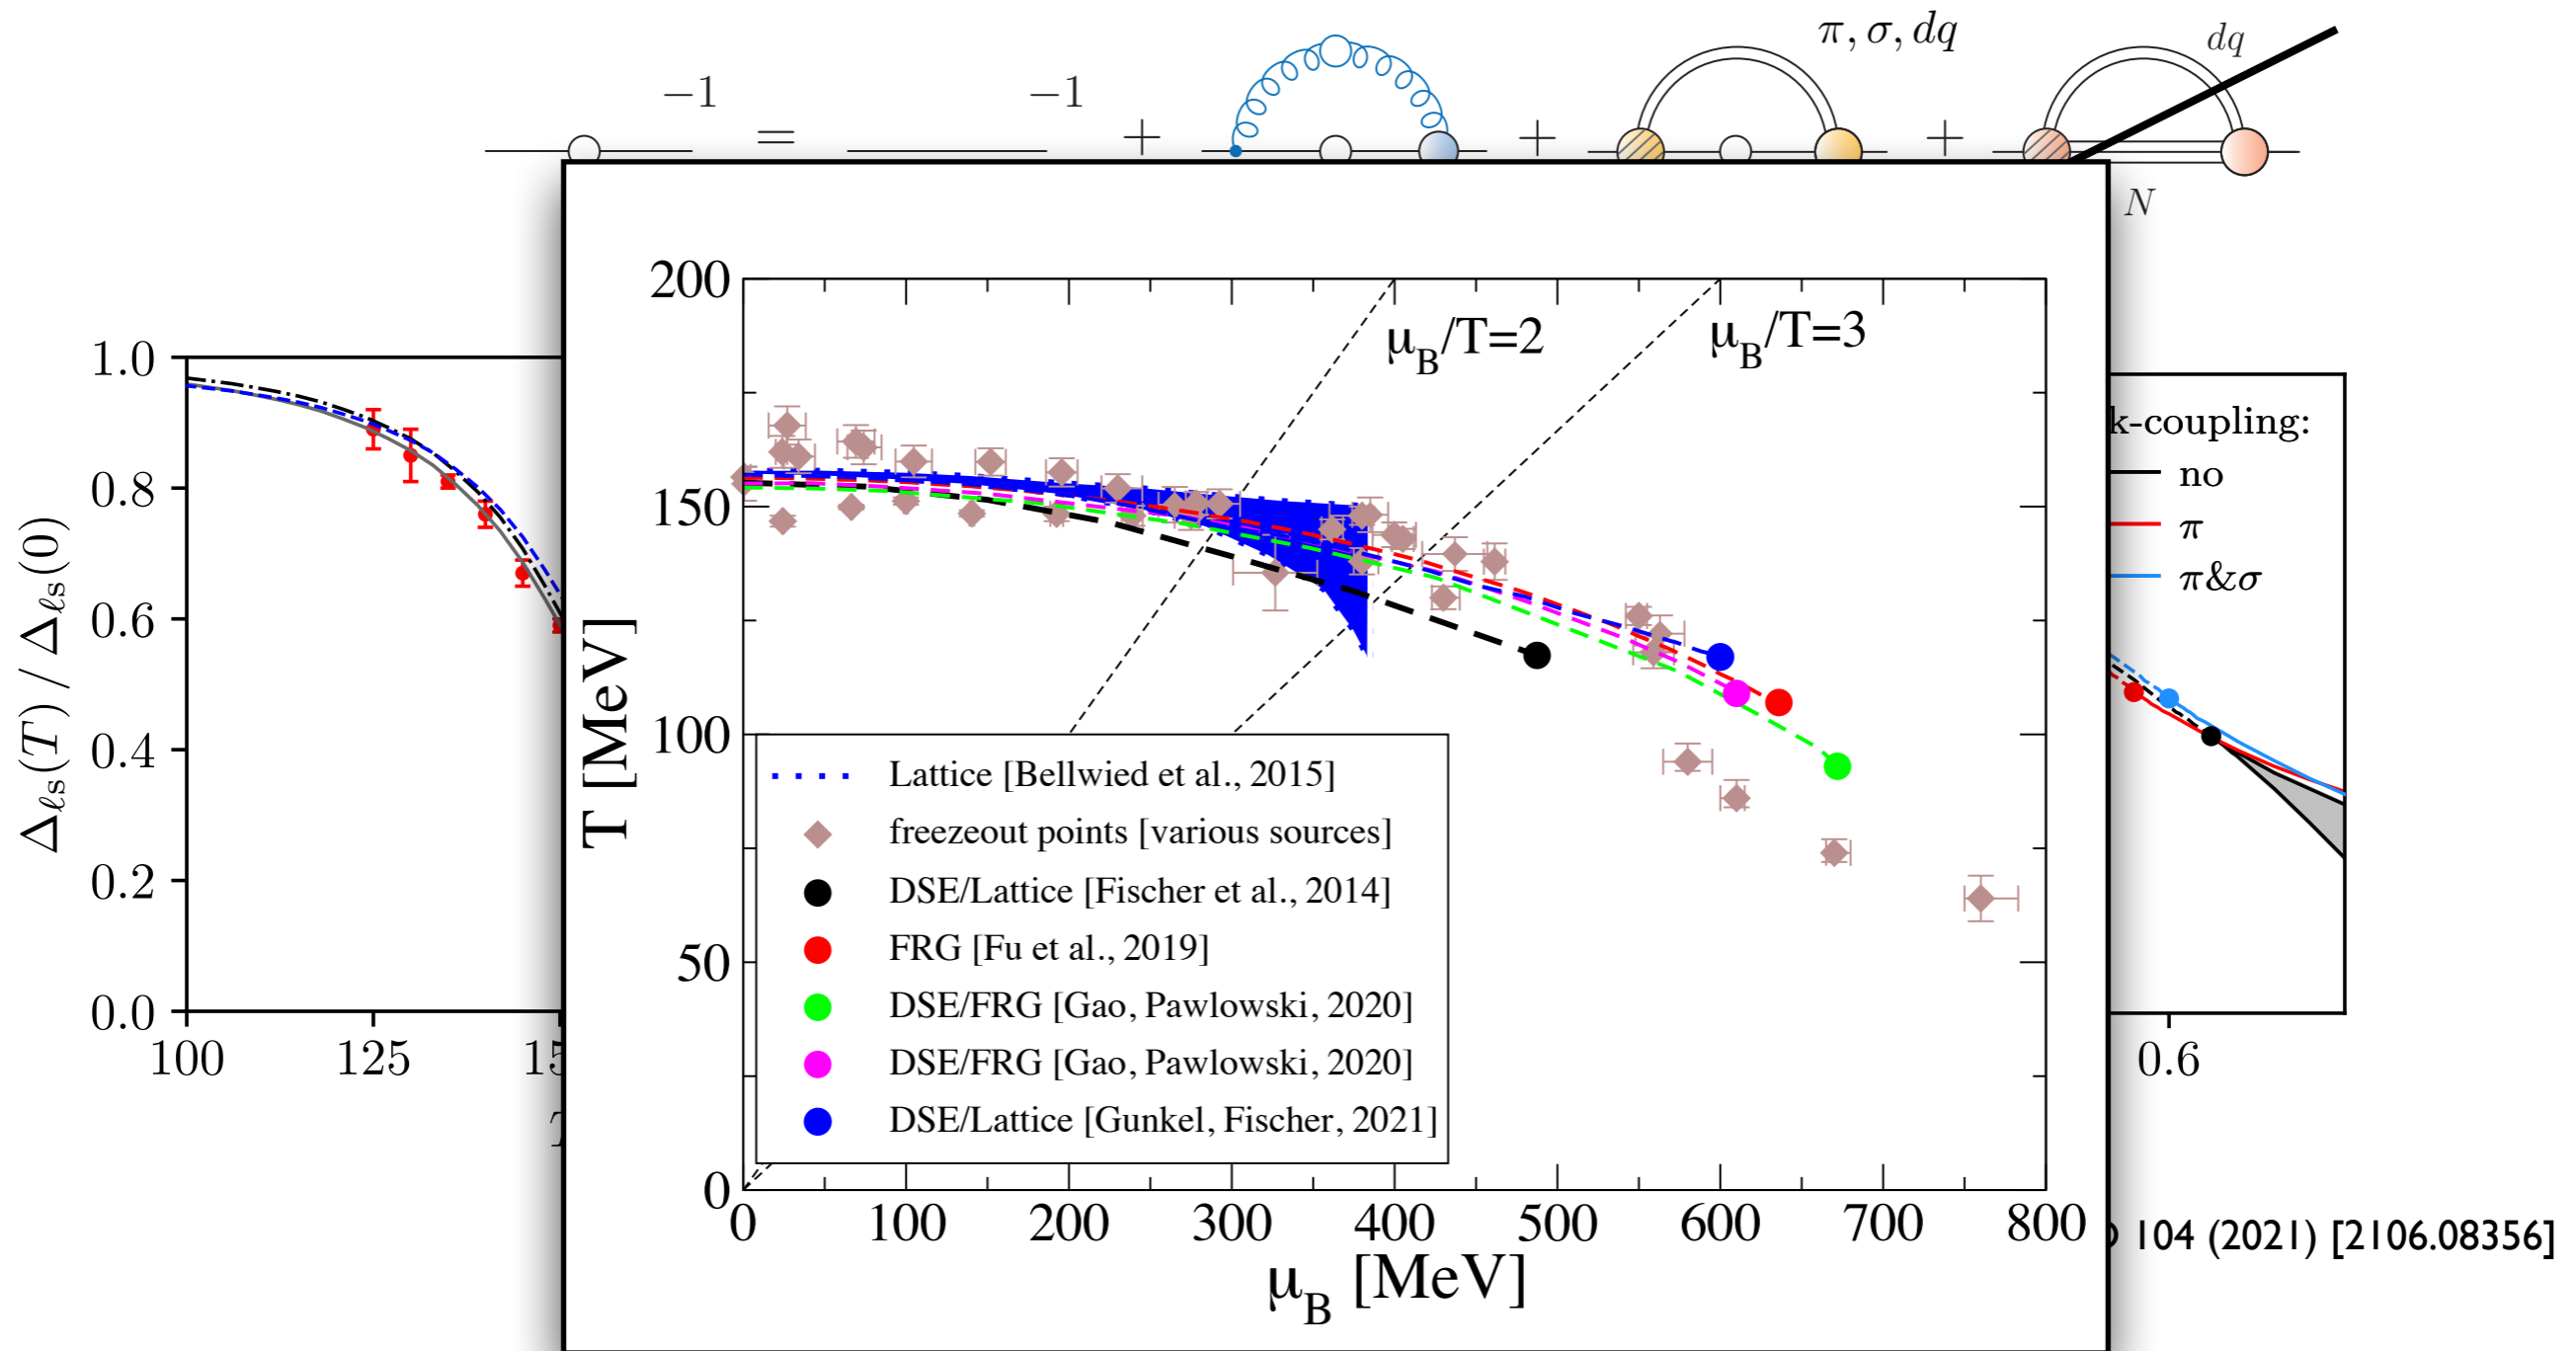 −1 = −1 + + π, σ, dq + dq
N
200
150
100
50
0
T [MeV]
μB/T=2
μB/T=3
Lattice [Bellwied et al., 2015]
freezeout points [various sources]
DSE/Lattice [Fischer et al., 2014]
FRG [Fu et al., 2019]
DSE/FRG [Gao, Pawlowski, 2020]
DSE/FRG [Gao, Pawlowski, 2020]
DSE/Lattice [Gunkel, Fischer, 2021]
0 100 200 300 400 500 600 700 800
μB [MeV]
1.0
0.8
0.6
0.4
0.2
0.0
Δℓs(T) / Δℓs(0)
100 125 15
T
k-coupling:
no
π
π&σ
0.6
104 (2021) [2106.08356]